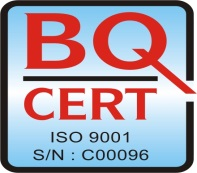 BQ
CERT
ISO 9001
S/N : C00096